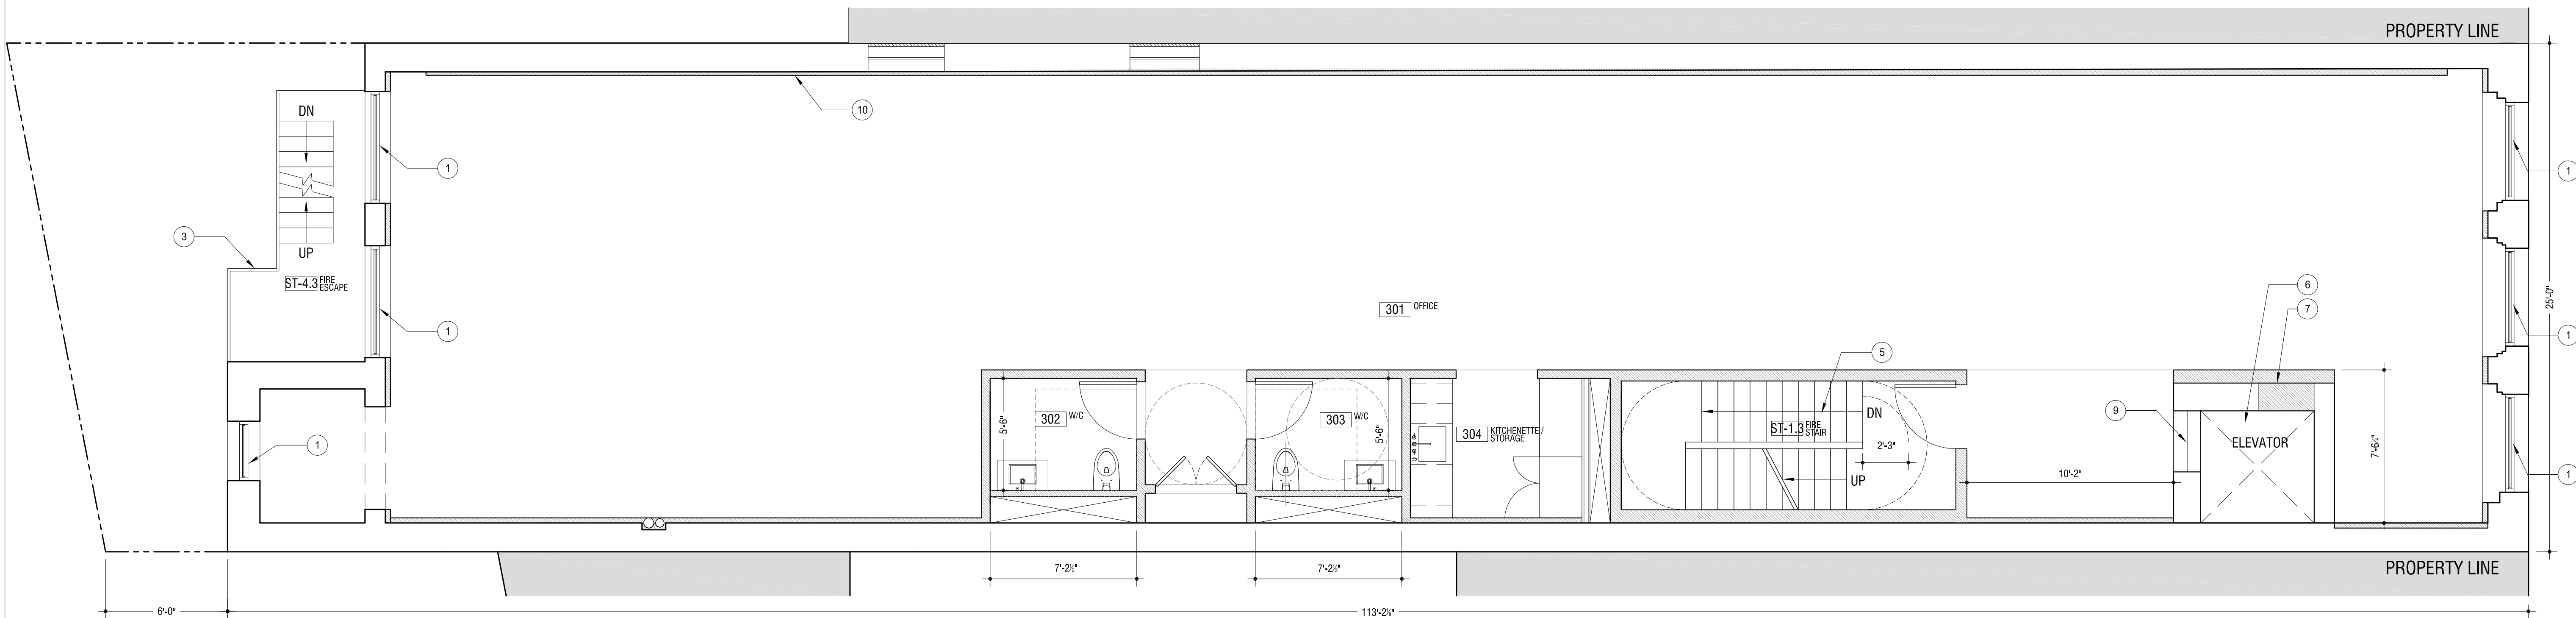 PROPERTY LINE
10
DN
1
1
3
UP
ST-4.3 FIRE
ESCAPE
6
301 OFFICE
7
25'-0"
1
1
5
302 W/C
303 W/C
5'-6"
5'-6"
304 KITCHENETTE /
STORAGE
DN
ST-1.3 FIRE
STAIR
9
ELEVATOR
2'-3"
7'-6¼"
1
UP
10'-2"
1
7'-2½"
7'-2½"
PROPERTY LINE
6'-0"